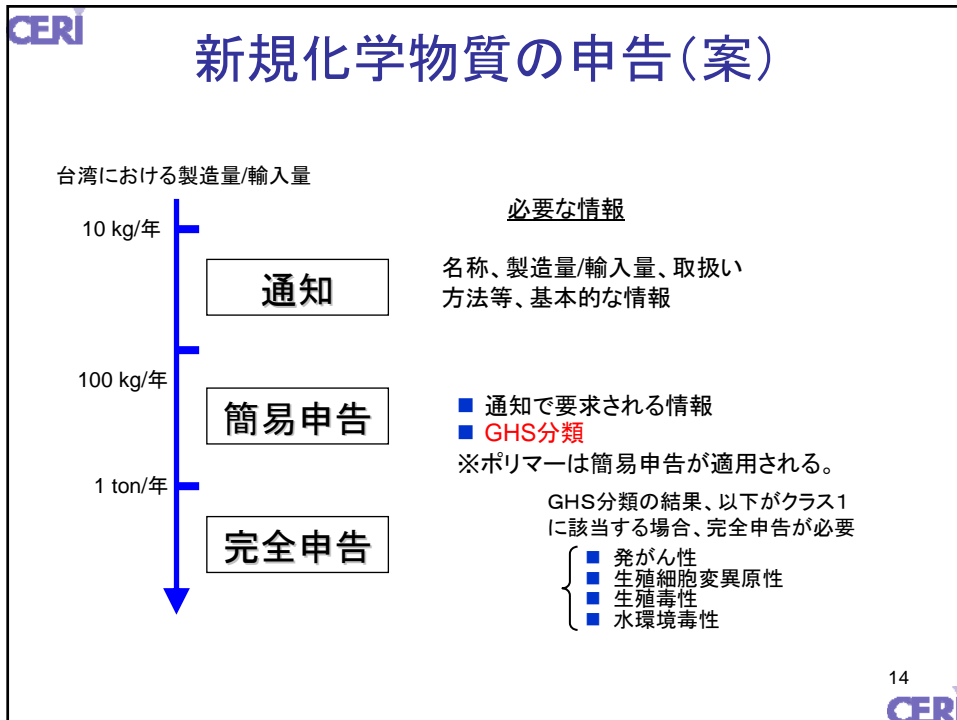 CERI
新規化学物質の申告(案)
台湾における製造量/輸入量
必要な情報
10 kg/年
通知
名称、製造量/輸入量、取扱い
方法等、基本的な情報
100 kg/年
簡易申告
■ 通知で要求される情報
■ GHS分類
※ポリマーは簡易申告が適用される。
1 ton/年
GHS分類の結果、以下がクラス1
に該当する場合、完全申告が必要
完全申告
■ 発がん性
■ 生殖細胞変異原性
■ 生殖毒性
■ 水環境毒性
14
CERI